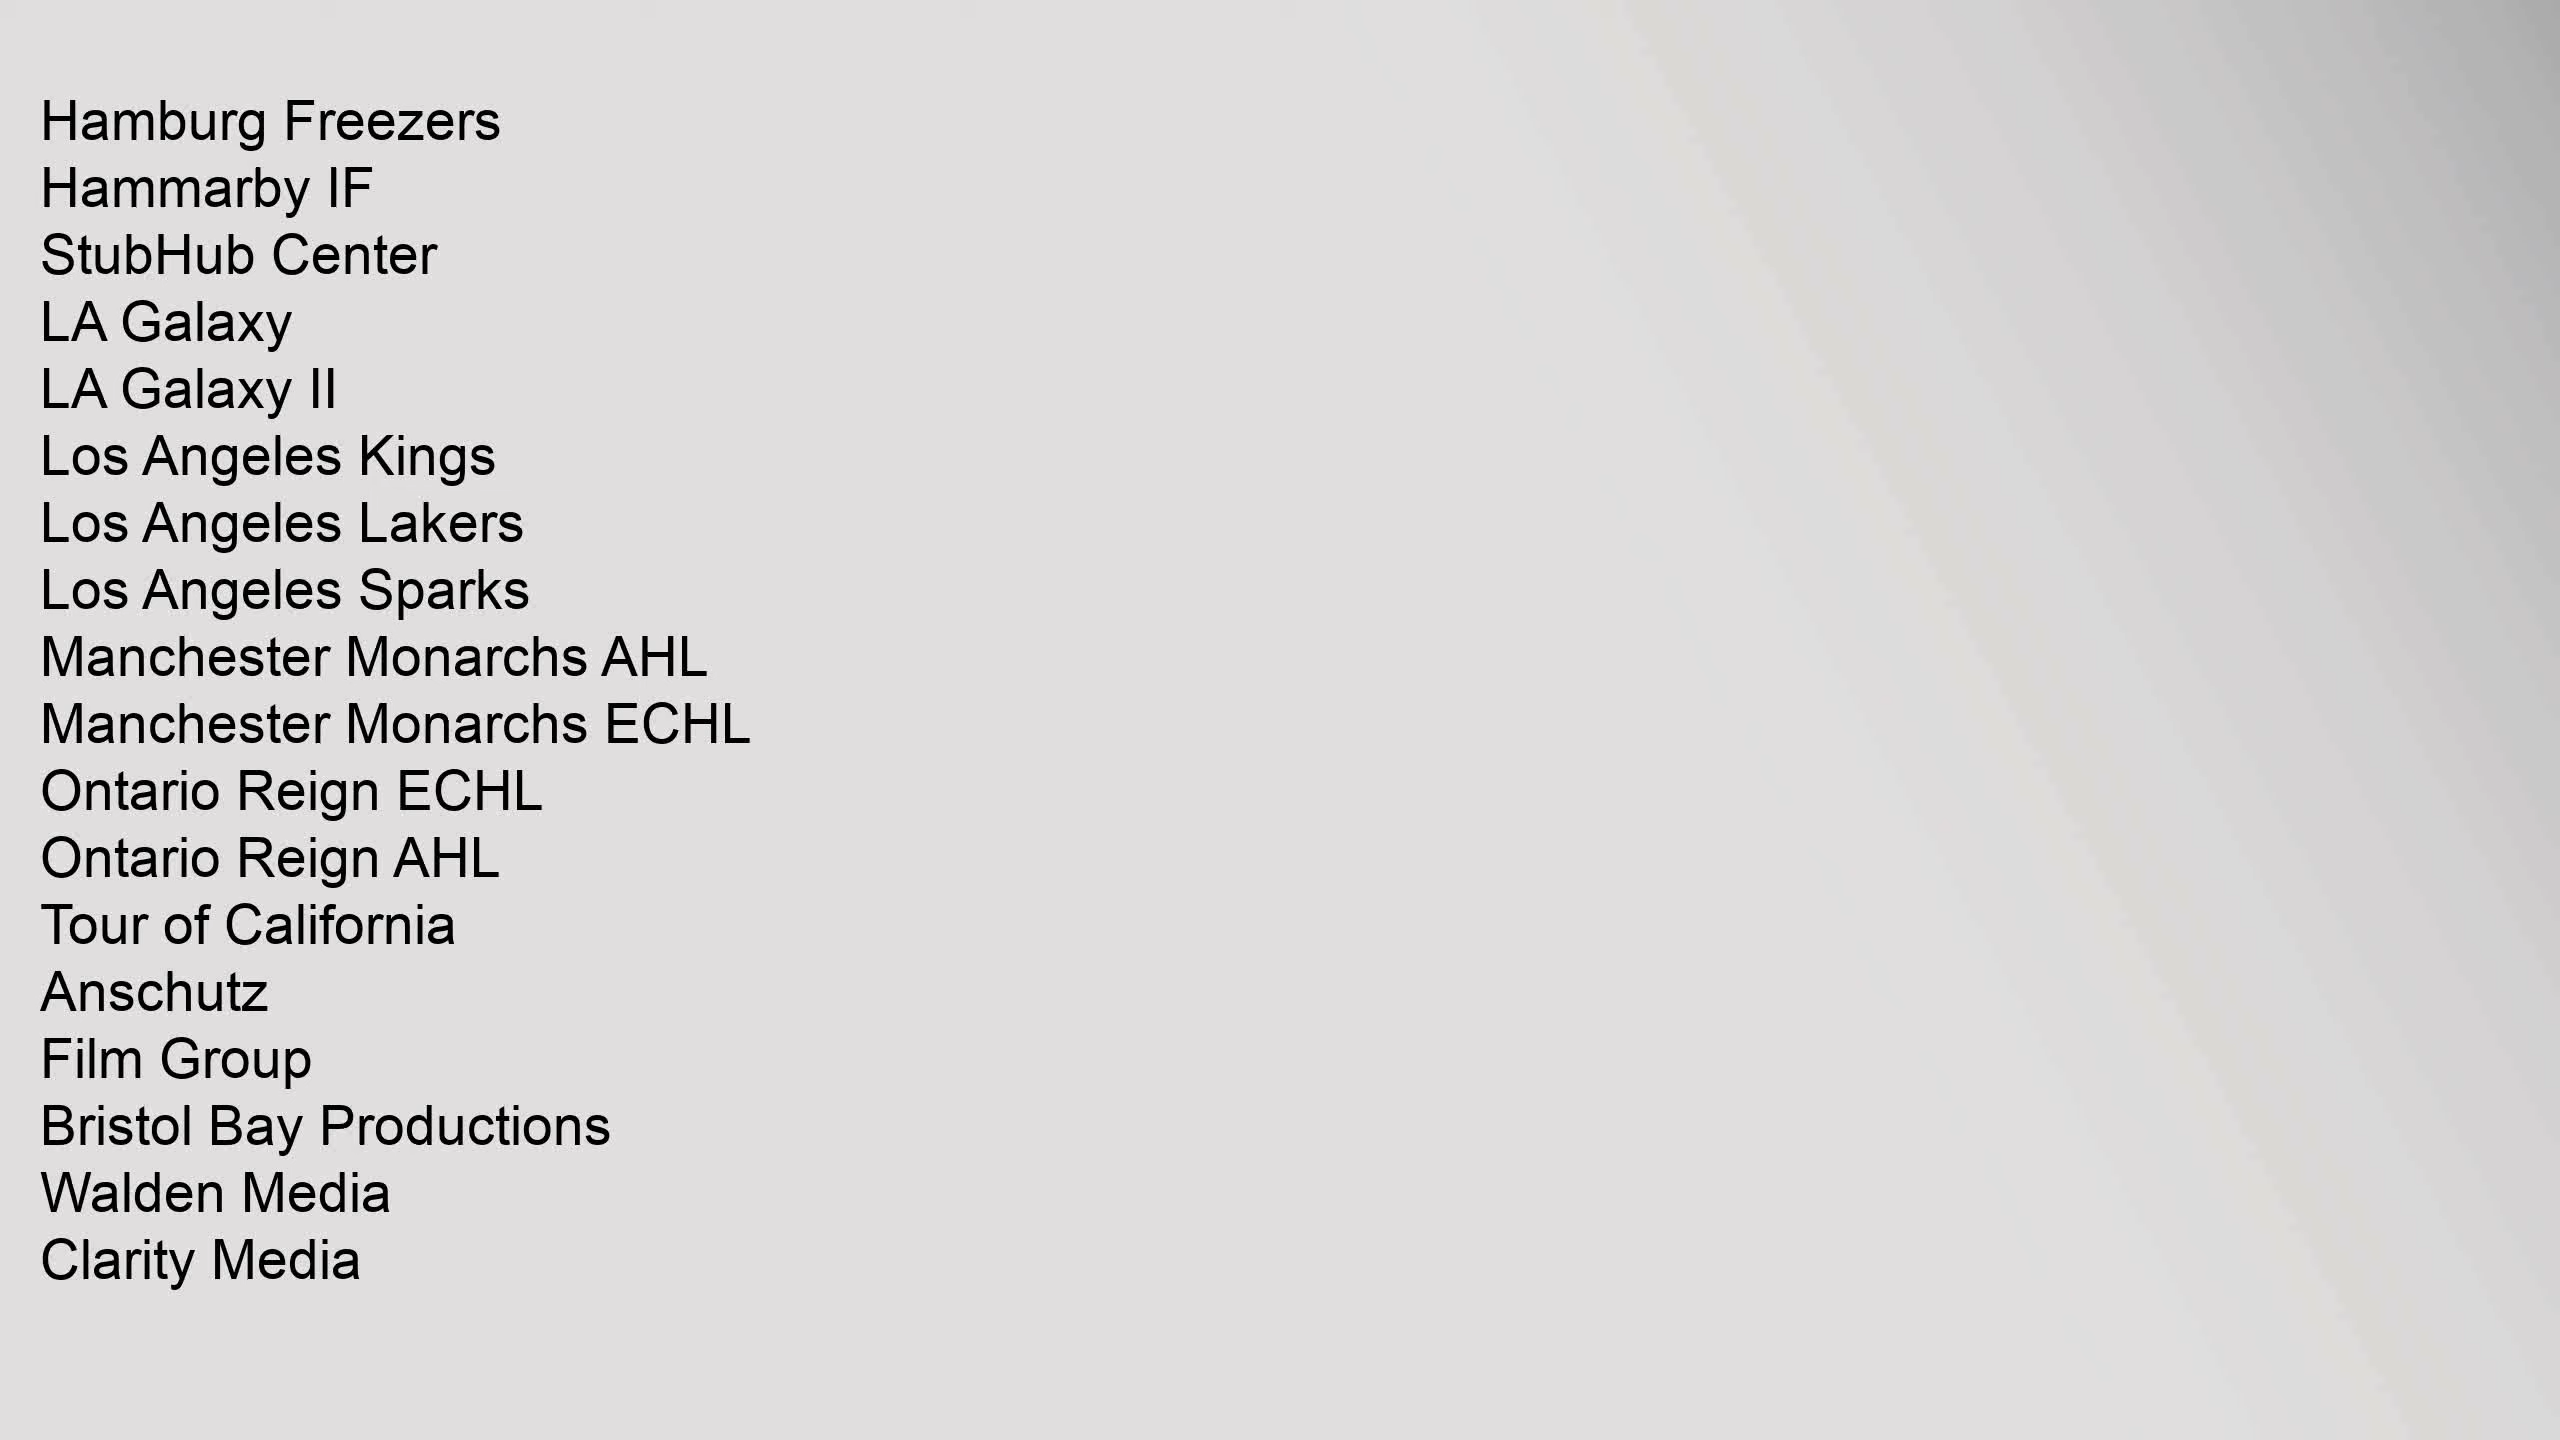 Hamburg Freezers
Hammarby IF
StubHub Center
LA Galaxy
LA Galaxy II
Los Angeles Kings
Los Angeles Lakers
Los Angeles Sparks
Manchester Monarchs AHL
Manchester Monarchs ECHL
Ontario Reign ECHL
Ontario Reign AHL
Tour of California
Anschutz
Film Group
Bristol Bay Productions
Walden Media
Clarity Media